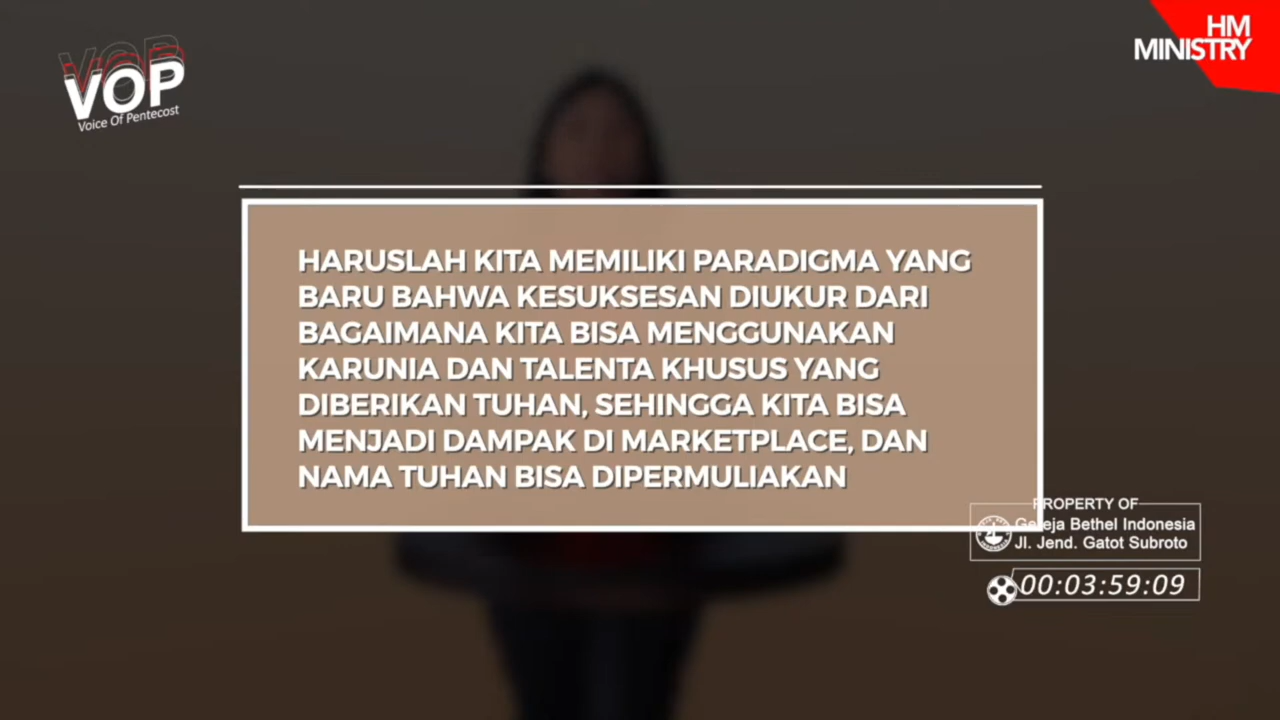 VOP
Voice Of Pentecost
HM
MINISTRY
HARUSLAH KITA MEMILIKI PARADIGMA YANG
BARU BAHWA KESUKSESAN DIUKUR DARI
BAGAIMANA KITA BISA MENGGUNAKAN
KARUNIA DAN TALENTA KHUSUS YANG
DIBERIKAN TUHAN, SEHINGGA KITA BISA
MENJADI DAMPAK DI MARKETPLACE, DAN
NAMA TUHAN BISA DIPERMULIAKAN
PROPERTY OF
Gereja Bethel Indonesia
Jl. Jend. Gatot Subroto
00:03:59:09